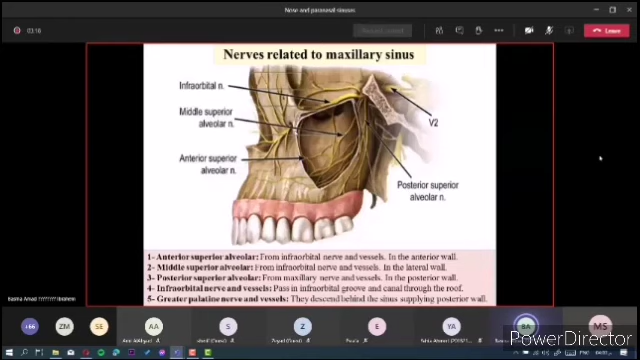 Nose and paranasal sinuses
03:16
Leave
Nerves related to maxillary sinus
Infraorbital n.
Middle superior
alveolar n.
V2
Anterior superior
alveolar n.
Posterior superior
alveolar n.
1- Anterior superior alveolar: From infraorbital nerve and vessels. In the anterior wall.
2- Middle superior alveolar: From infraorbital nerve and vessels. In the lateral wall.
3- Posterior superior alveolar: From maxillary nerve and vessels. In the posterior wall.
4- Infraorbital nerve and vessels: Pass in infraorbital groove and canal through the roof.
5- Greater palatine nerve and vessels: They descend behind the sinus supplying posterior wall.
+66
ZM
SE
AA
S
Z
E
YA
BA
MS
PowerDirector